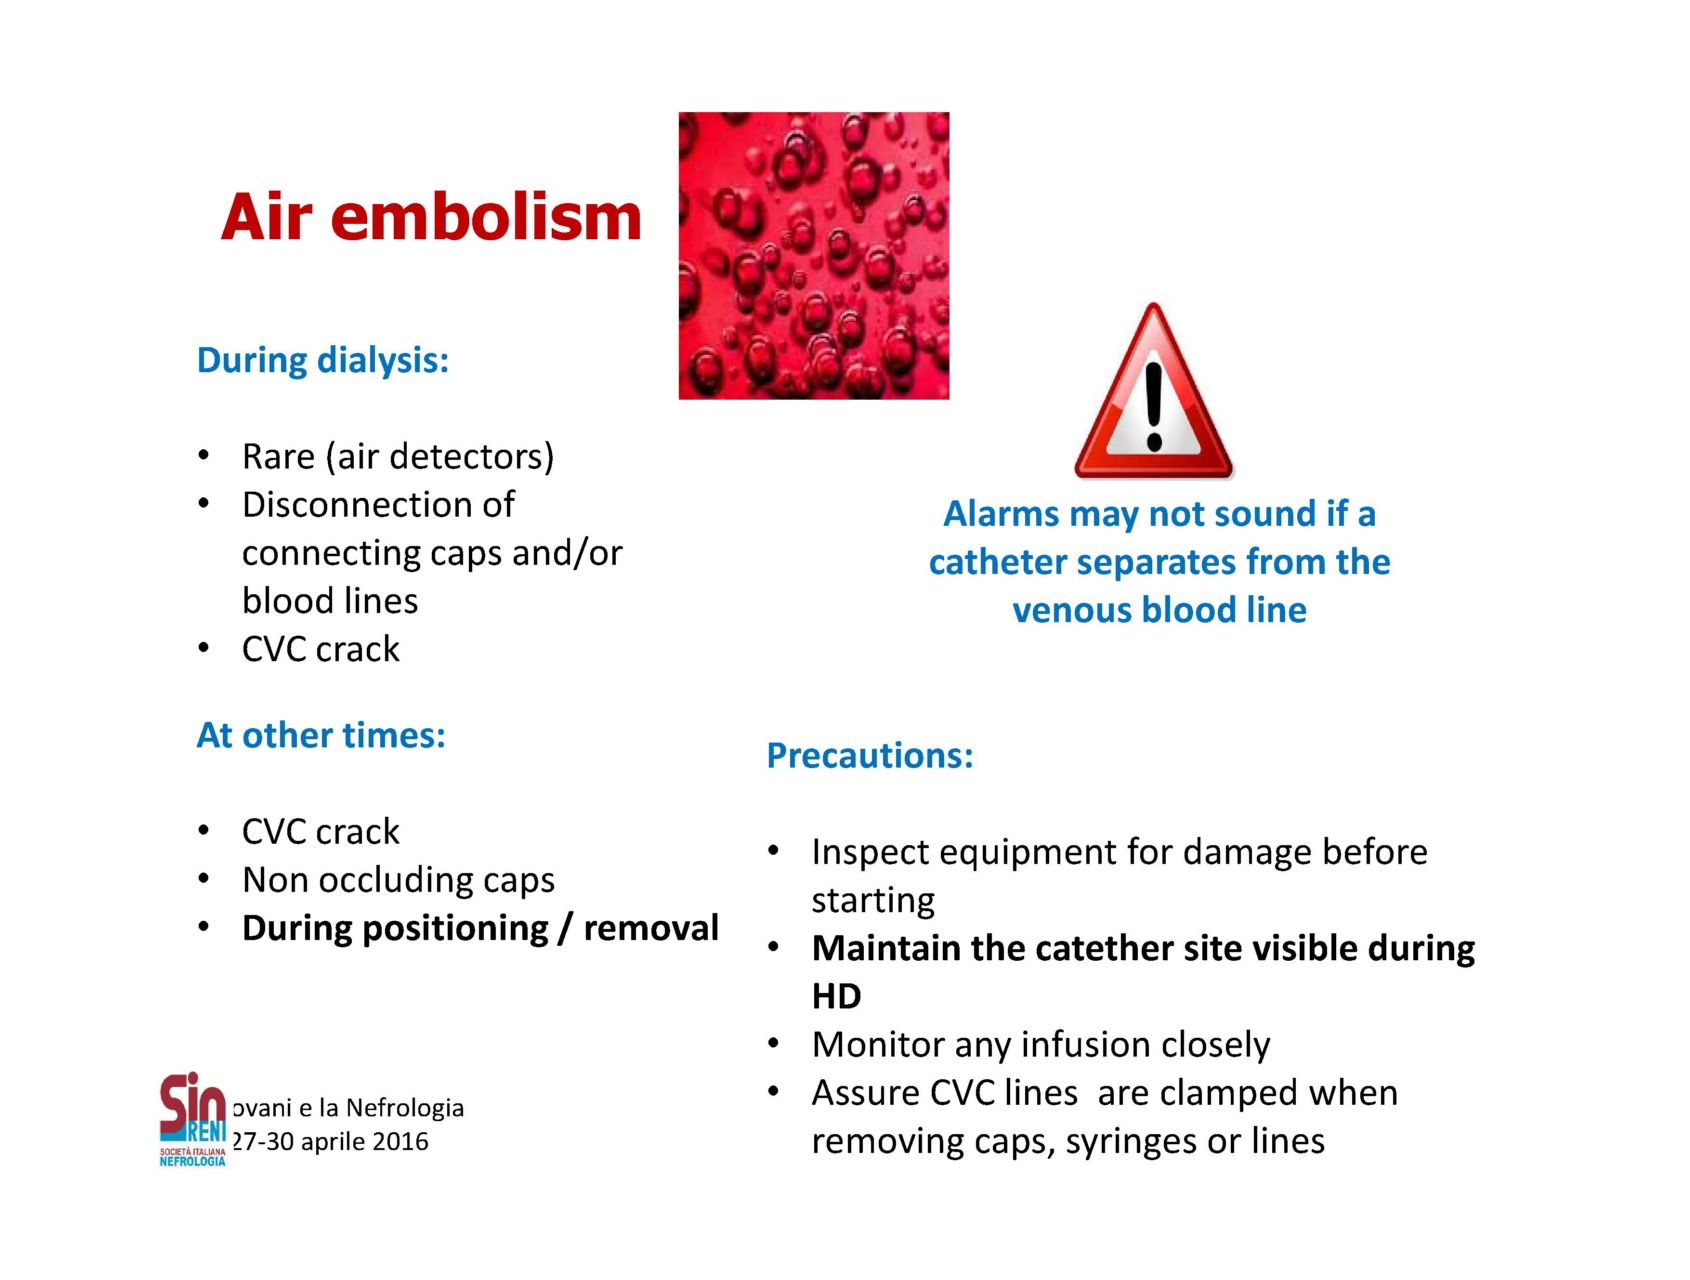 Air embolism
During dialysis:
• Rare (air detectors)
• Disconnection of
connecting caps and/or
blood lines
• CVC crack
At other times:
• CVC crack
• Non occluding caps
• During positioning / removal
Alarms may not sound if a
catheter separates from the
venous blood line
Precautions:
• Inspect equipment for damage before
starting
• Maintain the catether site visible during
HD
• Monitor any infusion closely
• Assure CVC lines  are clamped when
removing caps, syringes or lines
Sin
RENI
SOCIETÀ ITALIANA
NEFROLOGIA
ovani e la Nefrologia
27-30 aprile 2016